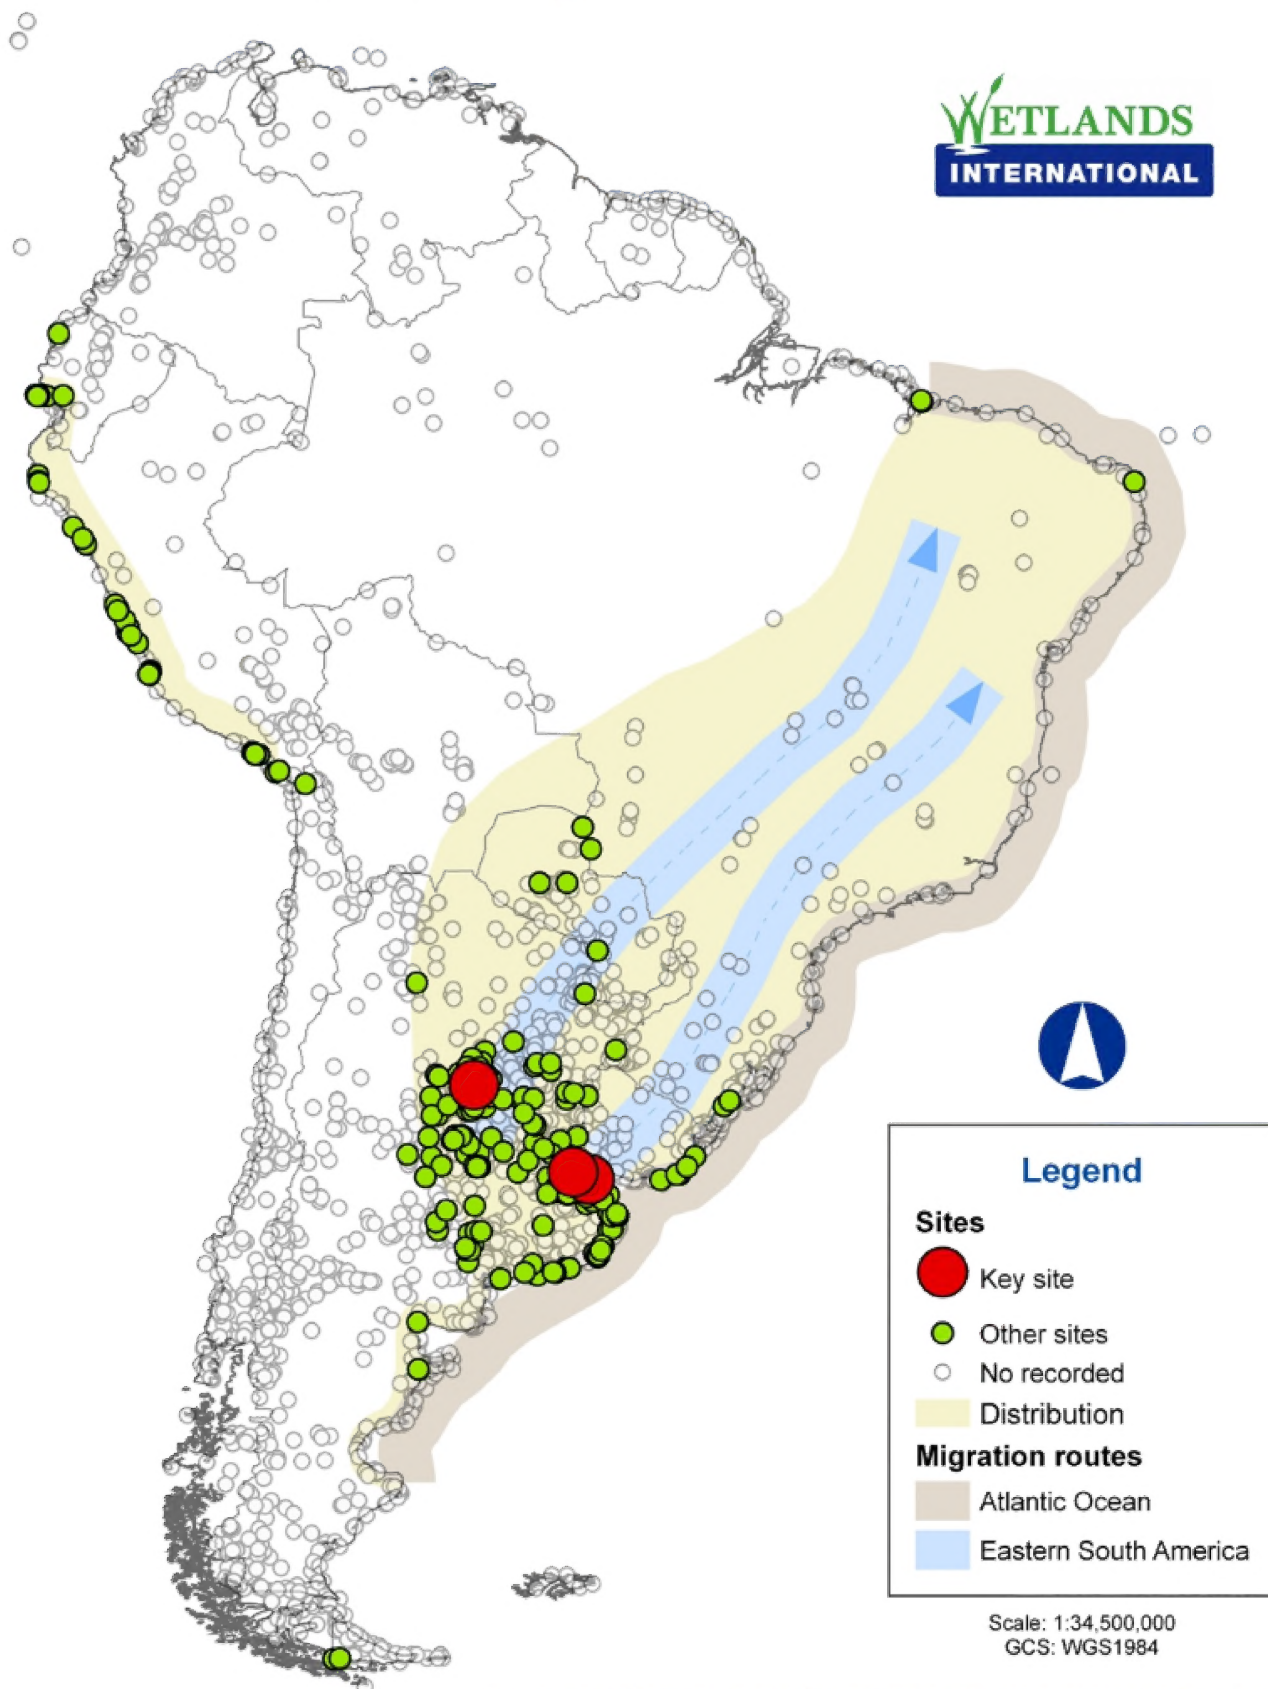 WETLANDS
INTERNATIONAL
Legend
Sites
Key site
Other sites
No recorded
Distribution
Migration routes
Atlantic Ocean
Eastern South America
Scale: 1:34,500,000
GCS: WGS1984